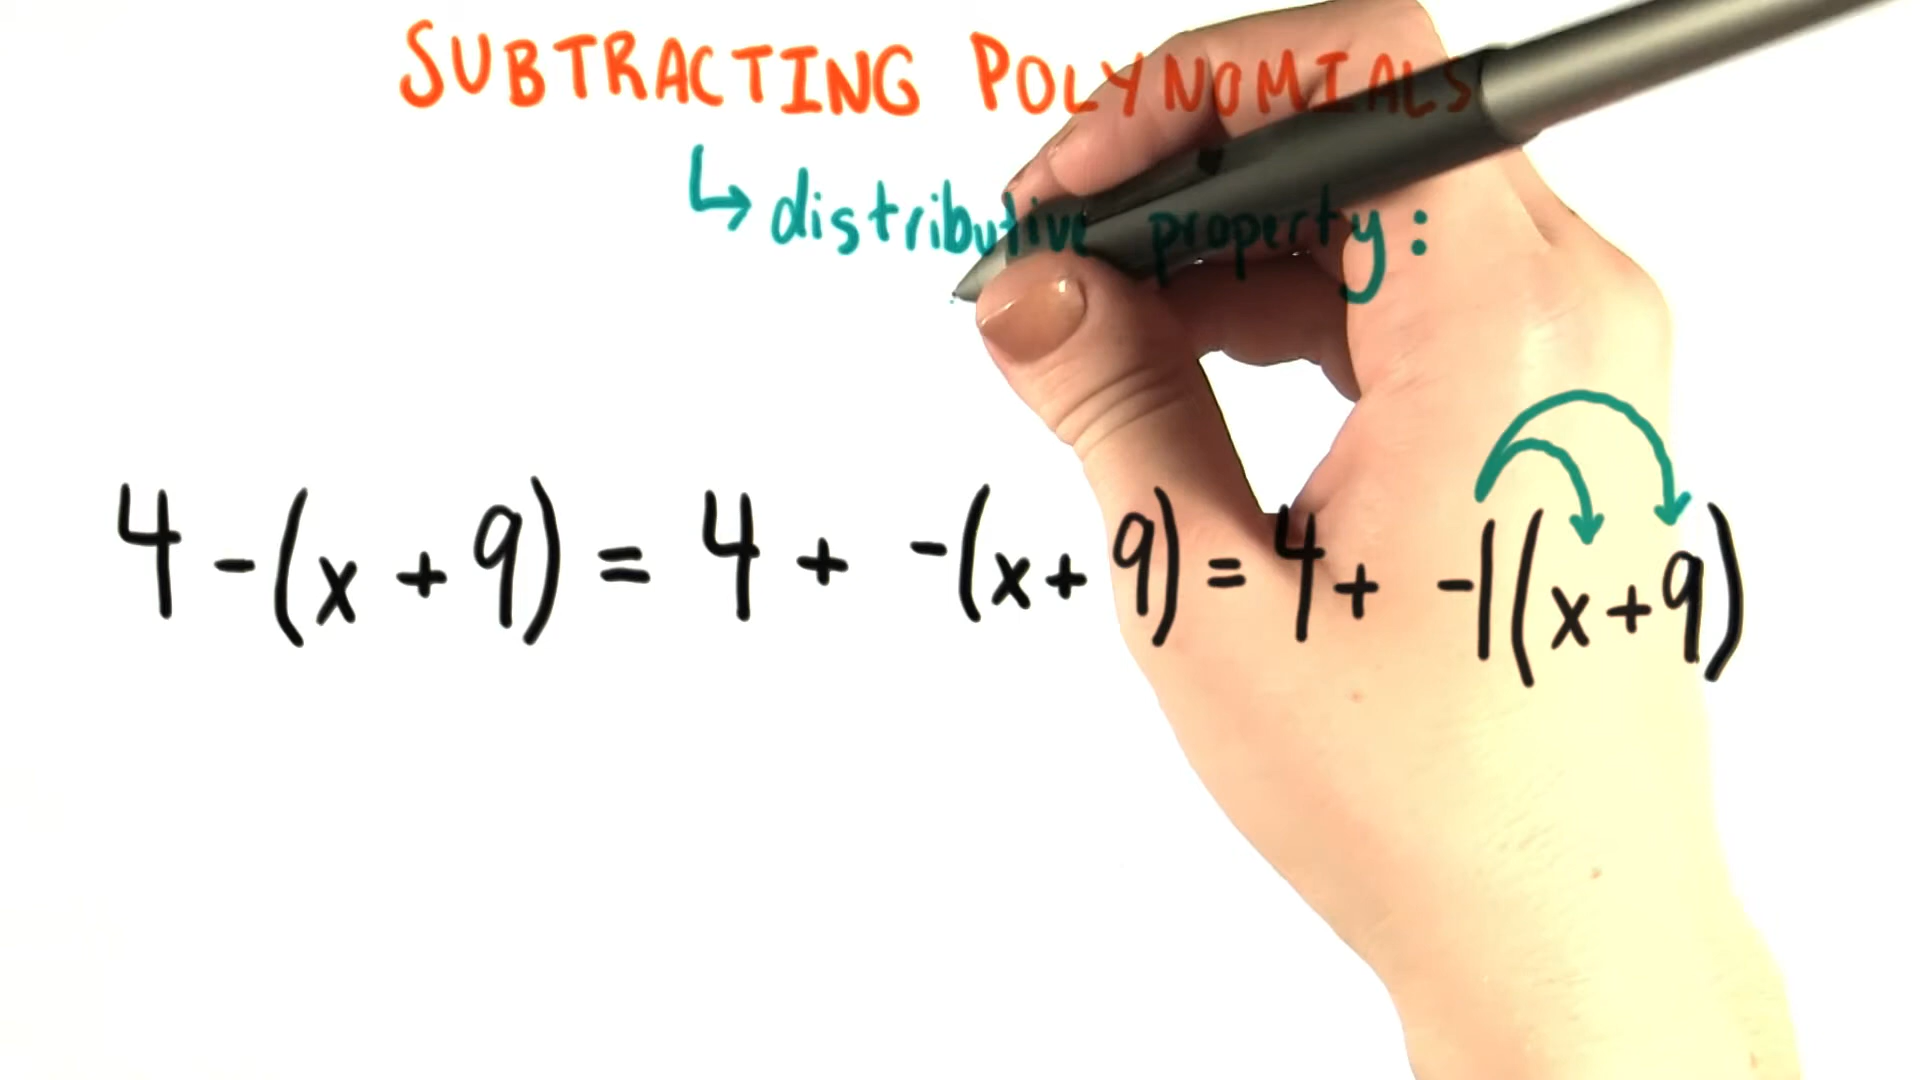 SUBTRACTING POLYNOMIALS
↳ distributive property:
4 - (x + 9) = 4 + -(x + 9) = 4 + -1(x + 9)